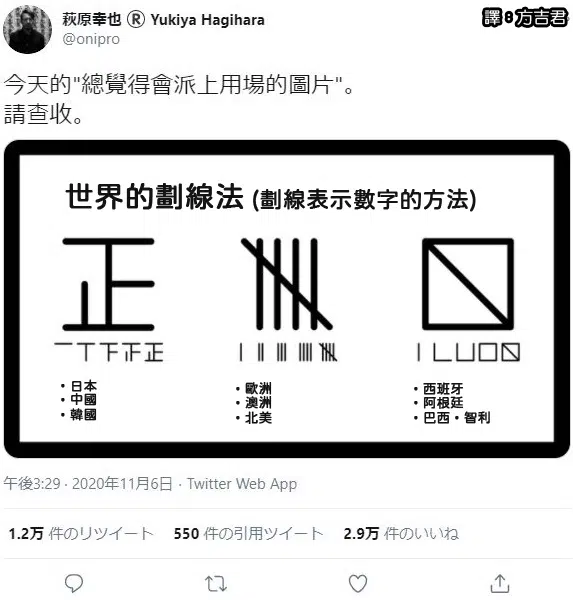 萩原幸也 Ⓡ Yukiya Hagihara
@onipro
譯●方吉君
今天的"總覺得會派上用場的圖片"。
請查收。
世界的劃線法 (劃線表示數字的方法)
正
一丅下正正
・日本
・中國
・韓國
・歐洲
・澳洲
・北美
・西班牙
・阿根廷
・巴西・智利
午後3:29 · 2020年11月6日 · Twitter Web App
1.2万 件のリツイート 550 件の引用ツイート 2.9万 件のいいね